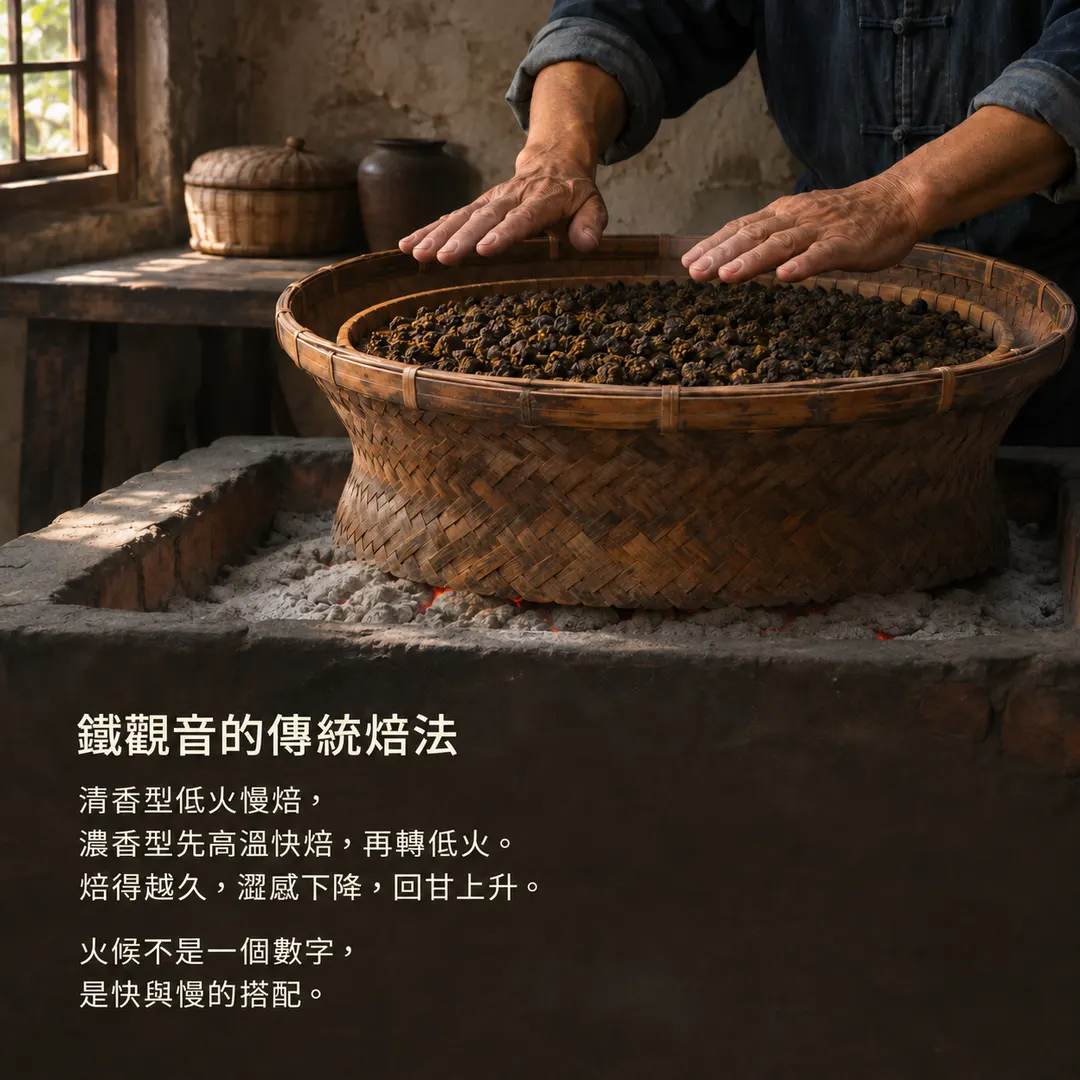 鐵觀音的傳統焙法
清香型低火慢焙，
濃香型先高溫快焙，再轉低火。
焙得越久，澀感下降，回甘上升。
火候不是一個數字，
是快與慢的搭配。